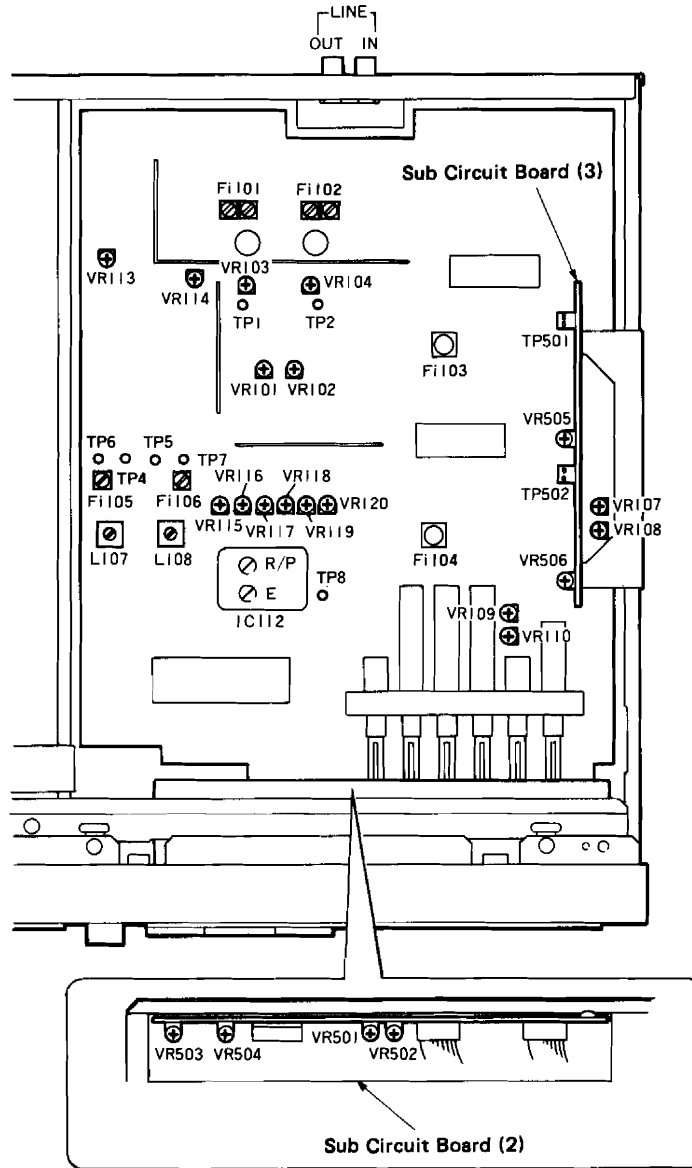 LINE
OUT IN
Sub Circuit Board (3)
Fi101 Fi102
VR113
VR114
VR103
VR104
TP1 TP2
TP501
Fi103
VR101 VR102
VR505
TP6 TP5
TP4 TP7
TP502
VR116 VR118
Fi105 Fi106
VR120
VR107
VR115 VR117 VR119
VR108
L107 L108
Fi104
VR506
R/P
E
TP8
IC112
VR109
VR110
VR503 VR504 VR501 VR502
Sub Circuit Board (2)